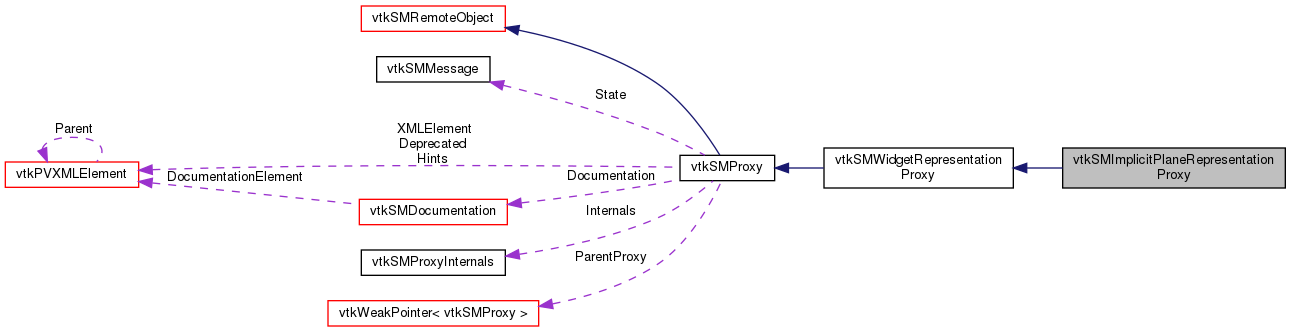 vtkSMRemoteObject
vtkSMMessage
State
Parent
XMLElement
Deprecated
Hints
vtkPVXMLElement
DocumentationElement
Documentation
vtkSMProxy
vtkSMWidgetRepresentation
Proxy
vtkSMImplicitPlaneRepresentation
Proxy
vtkSMDocumentation
Internals
vtkSMProxyInternals
ParentProxy
vtkWeakPointer< vtkSMProxy >